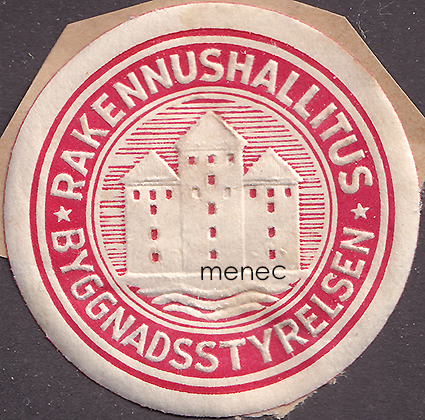 ★ RAKENNUSHALLITUS ★
BYGGNADSSTYRELSEN
menec